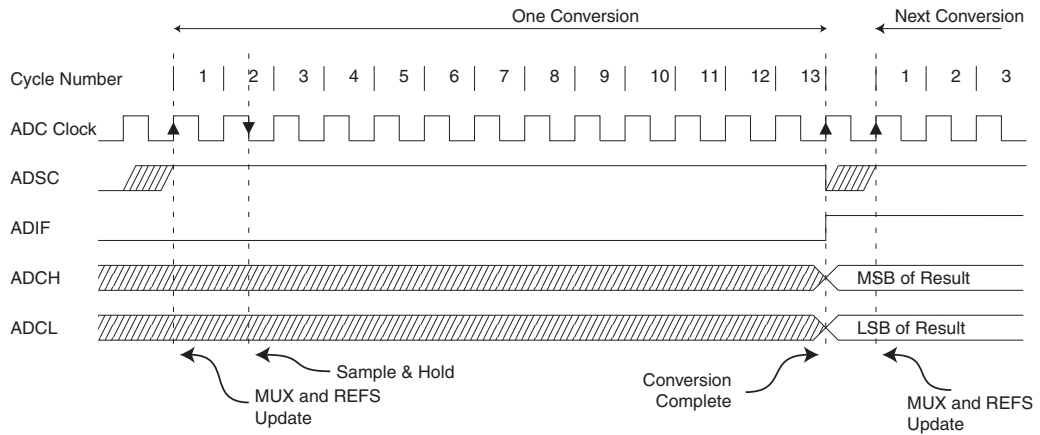 One Conversion
Next Conversion
Cycle Number
1 2 3 4 5 6 7 8 9 10 11 12 13 1 2 3
ADC Clock
ADSC
ADIF
ADCH
MSB of Result
ADCL
LSB of Result
Sample & Hold
MUX and REFS
Update
Conversion
Complete
MUX and REFS
Update